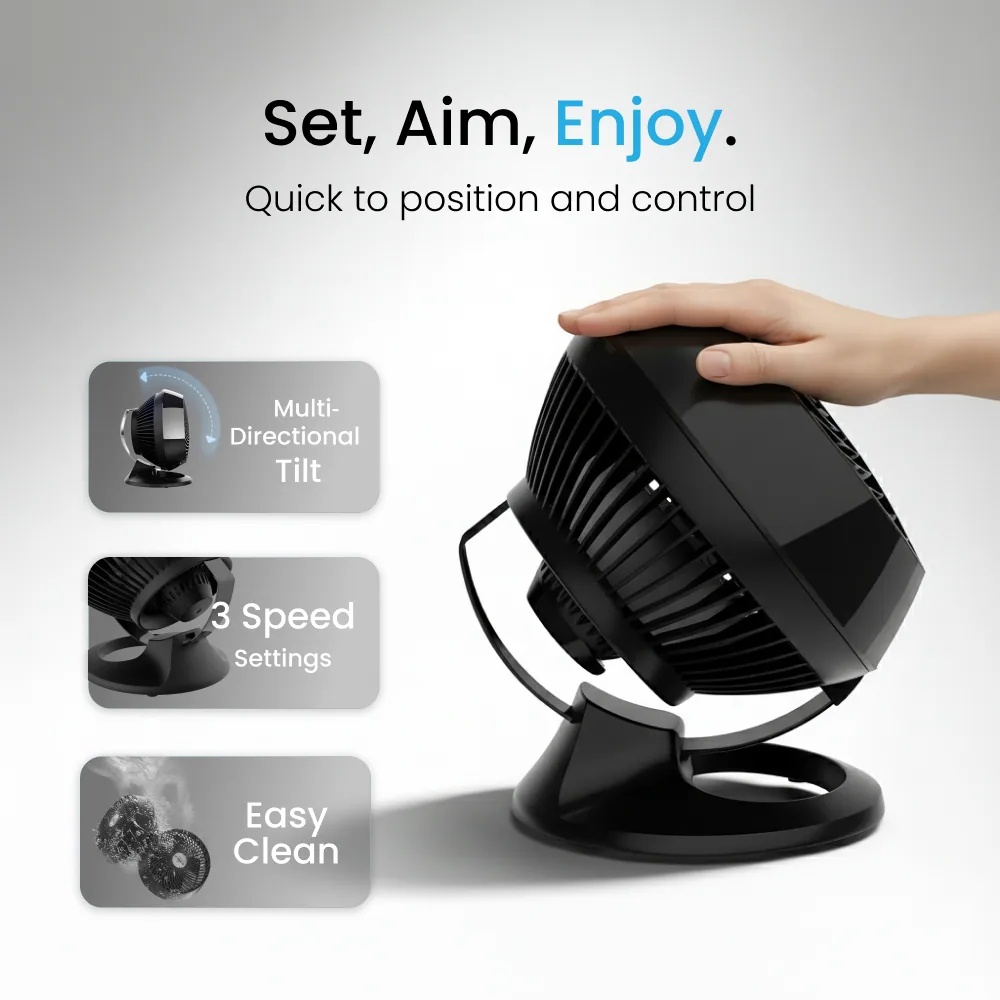 Set, Aim, Enjoy.
Quick to position and control
Multi-
Directional
Tilt
3 Speed
Settings
Easy
Clean